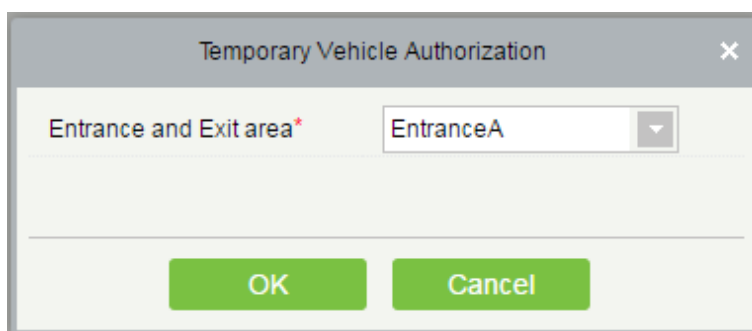 Temporary Vehicle Authorization
Entrance and Exit area* EntranceA
OK Cancel